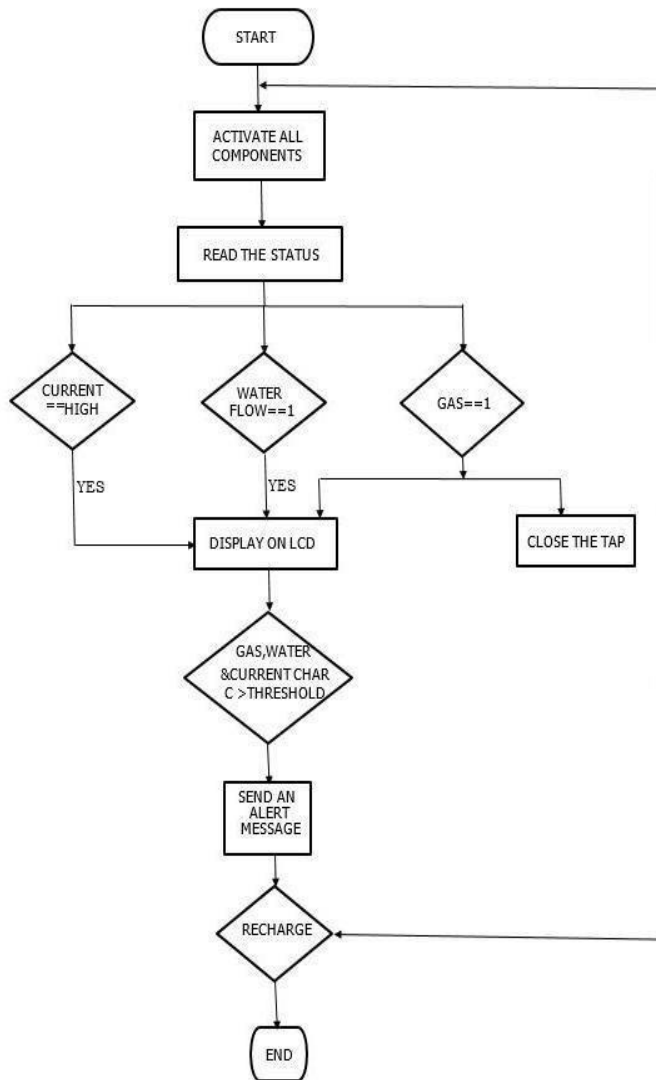 START
ACTIVATE ALL
COMPONENTS
READ THE STATUS
CURRENT
==HIGH
WATER
FLOW==1
GAS==1
YES
YES
DISPLAY ON LCD
CLOSE THE TAP
GAS,WATER
&CURRENT CHAR
C >THRESHOLD
SEND AN
ALERT
MESSAGE
RECHARGE
END